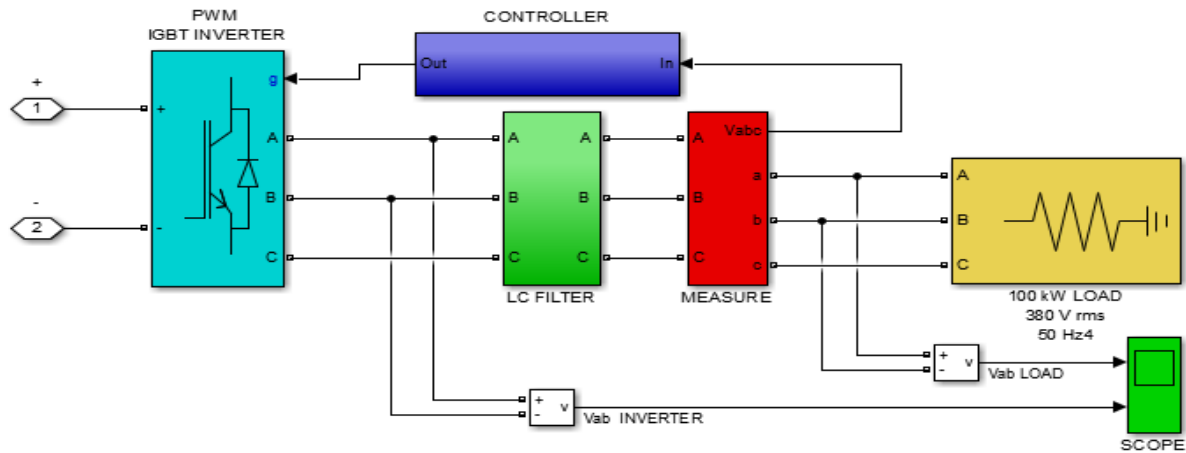 PWM
IGBT INVERTER
CONTROLLER
g
Out
In
+
1
+
-
2
-
A
B
C
A
B
C
A
B
C
LC FILTER
A
B
C
Vabc
a
b
c
MEASURE
A
B
C
100 kW LOAD
380 V rms
50 Hz4
+
-
v
Vab LOAD
+
-
v
Vab INVERTER
SCOPE